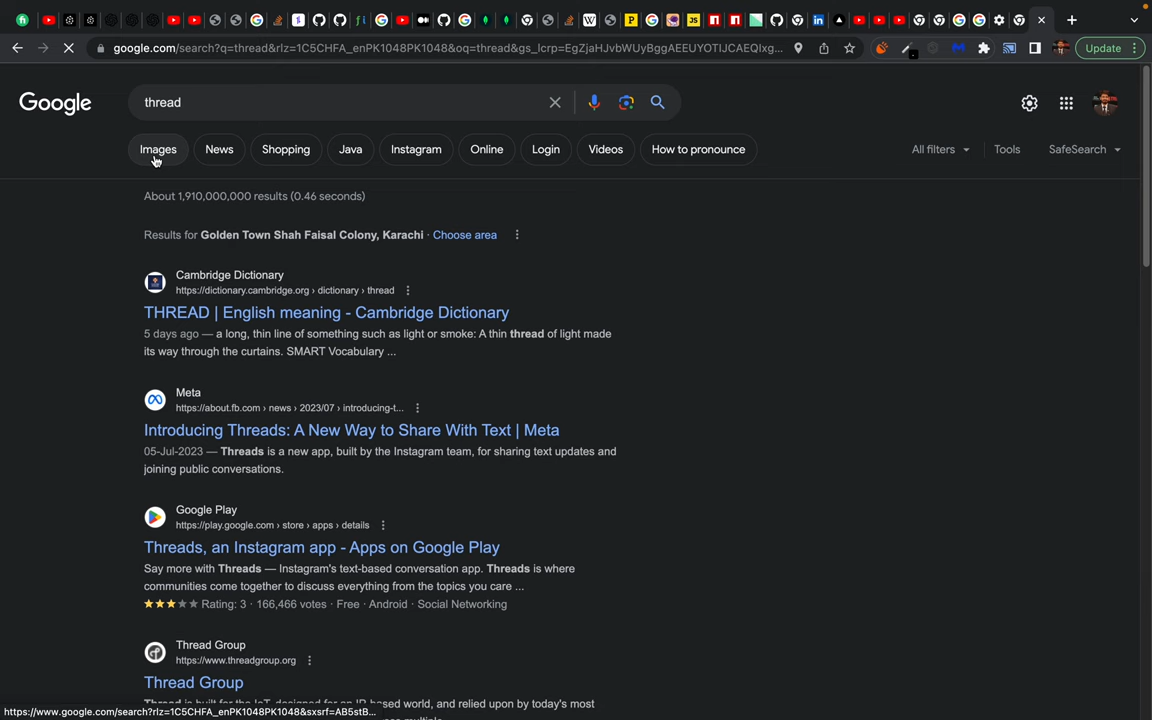 google.com/search?q=thread&rlz=1C5CHFA_enPK1048PK1048&oq=thread&gs_lcrp=EgZjaHJvbWUyBggAEEUYOTIJCAEQIxg...
Update
Google
thread
Images
News
Shopping
Java
Instagram
Online
Login
Videos
How to pronounce
All filters
Tools
SafeSearch
About 1,910,000,000 results (0.46 seconds)
Results for Golden Town Shah Faisal Colony, Karachi · Choose area
Cambridge Dictionary
https://dictionary.cambridge.org › dictionary › thread
THREAD | English meaning - Cambridge Dictionary
5 days ago — a long, thin line of something such as light or smoke: A thin thread of light made
its way through the curtains. SMART Vocabulary ...
Meta
https://about.fb.com › news › 2023/07 › introducing-t...
Introducing Threads: A New Way to Share With Text | Meta
05-Jul-2023 — Threads is a new app, built by the Instagram team, for sharing text updates and
joining public conversations.
Google Play
https://play.google.com › store › apps › details
Threads, an Instagram app - Apps on Google Play
Say more with Threads — Instagram's text-based conversation app. Threads is where
communities come together to discuss everything from the topics you care ...
Rating: 3 · 166,466 votes · Free · Android · Social Networking
Thread Group
https://www.threadgroup.org
Thread Group
https://www.google.com/search?rlz=1C5CHFA_enPK1048PK1048&sxsrf=AB5stB...
based world, and relied upon by today's most